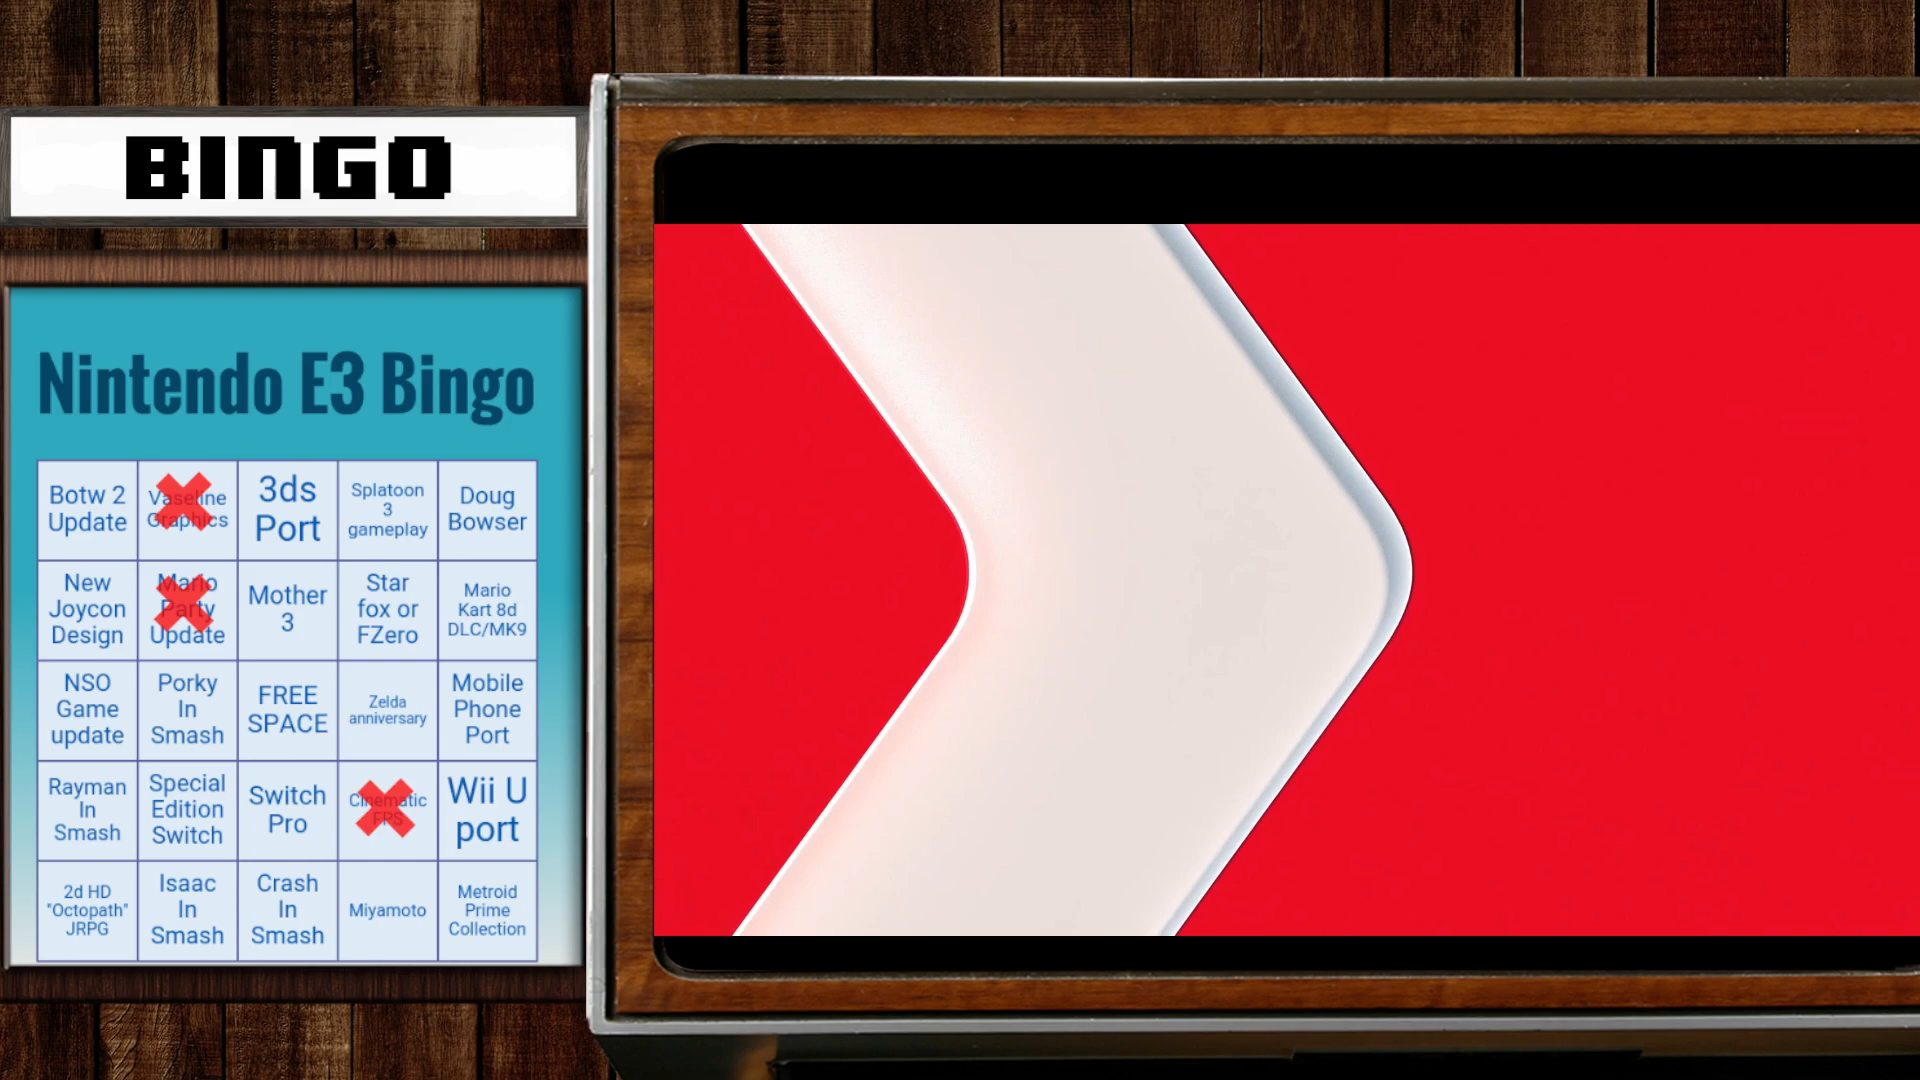 BINGO
Nintendo E3 Bingo
Botw 2
Update
Vaseline
Graphics
3ds
Port
Splatoon
3
gameplay
Doug
Bowser
New
Joycon
Design
Mario
Party
Update
Mother
3
Star
fox or
FZero
Mario
Kart 8d
DLC/MK9
NSO
Game
update
Porky
In
Smash
FREE
SPACE
Zelda
anniversary
Mobile
Phone
Port
Rayman
In
Smash
Special
Edition
Switch
Switch
Pro
Cinematic
FPS
Wii U
port
2d HD
"Octopath"
JRPG
Isaac
In
Smash
Crash
In
Smash
Miyamoto
Metroid
Prime
Collection